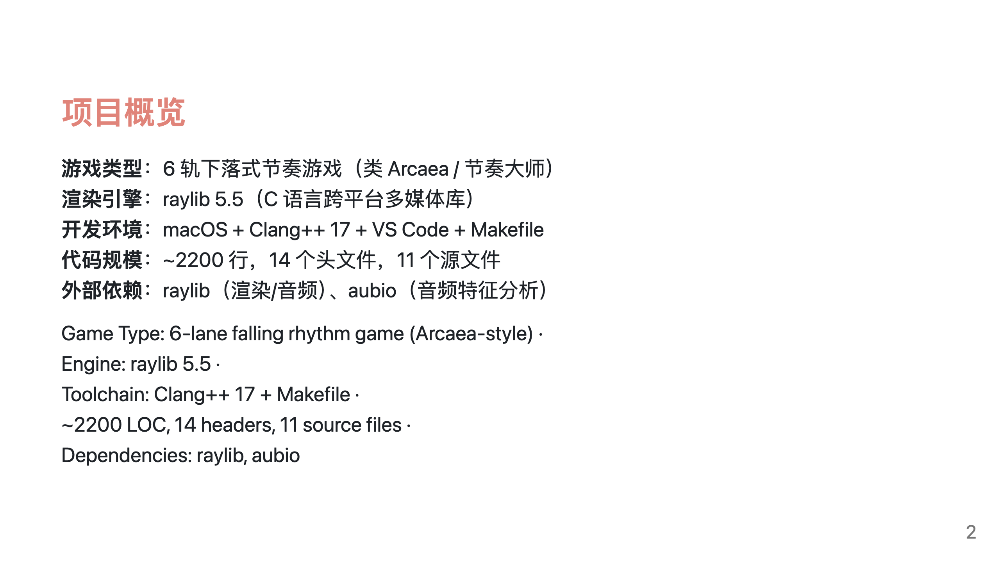 项目概览
游戏类型：6 轨下落式节奏游戏（类 Arcaea / 节奏大师）
渲染引擎：raylib 5.5（C 语言跨平台多媒体库）
开发环境：macOS + Clang++ 17 + VS Code + Makefile
代码规模：~2200 行，14 个头文件，11 个源文件
外部依赖：raylib（渲染/音频）、aubio（音频特征分析）
Game Type: 6-lane falling rhythm game (Arcaea-style) ·
Engine: raylib 5.5 ·
Toolchain: Clang++ 17 + Makefile ·
~2200 LOC, 14 headers, 11 source files ·
Dependencies: raylib, aubio
2